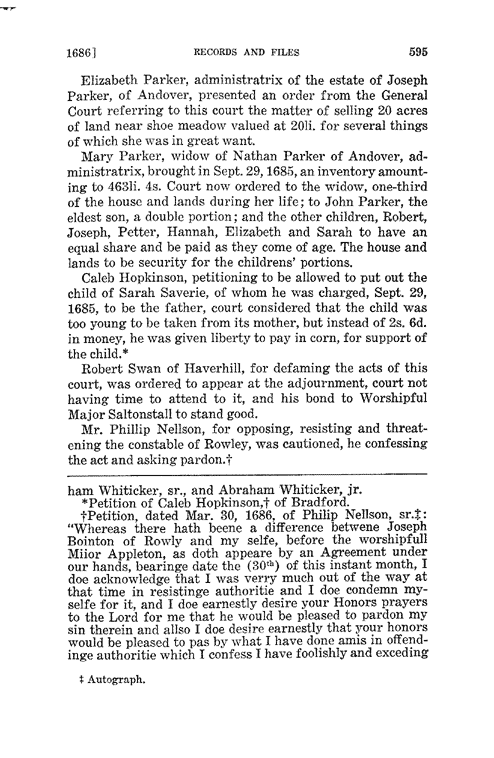 1686] RECORDS AND FILES 595
Elizabeth Parker, administratrix of the estate of Joseph
Parker, of Andover, presented an order from the General
Court referring to this court the matter of selling 20 acres
of land near shoe meadow valued at 20li. for several things
of which she was in great want.
Mary Parker, widow of Nathan Parker of Andover, ad-
ministratrix, brought in Sept. 29, 1685, an inventory amount-
ing to 463li. 4s. Court now ordered to the widow, one-third
of the house and lands during her life; to John Parker, the
eldest son, a double portion; and the other children, Robert,
Joseph, Petter, Hannah, Elizabeth and Sarah to have an
equal share and be paid as they come of age. The house and
lands to be security for the childrens' portions.
Caleb Hopkinson, petitioning to be allowed to put out the
child of Sarah Saverie, of whom he was charged, Sept. 29,
1685, to be the father, court considered that the child was
too young to be taken from its mother, but instead of 2s. 6d.
in money, he was given liberty to pay in corn, for support of
the child.*
Robert Swan of Haverhill, for defaming the acts of this
court, was ordered to appear at the adjournment, court not
having time to attend to it, and his bond to Worshipful
Major Saltonstall to stand good.
Mr. Phillip Nellson, for opposing, resisting and threat-
ening the constable of Rowley, was cautioned, he confessing
the act and asking pardon.†
ham Whiticker, sr., and Abraham Whiticker, jr.
*Petition of Caleb Hopkinson,† of Bradford.
†Petition, dated Mar. 30, 1686, of Philip Nellson, sr.‡:
"Whereas there hath beene a difference betwene Joseph
Bointon of Rowly and my selfe, before the worshipfull
Miior Appleton, as doth appeare by an Agreement under
our hands, bearinge date the (30th) of this instant month, I
doe acknowledge that I was verry much out of the way at
that time in resistinge authoritie and I doe condemn my-
selfe for it, and I doe earnestly desire your Honors prayers
to the Lord for me that he would be pleased to pardon my
sin therein and allso I doe desire earnestly that your honors
would be pleased to pas by what I have done amis in offend-
inge authoritie which I confess I have foolishly and exceding
‡ Autograph.